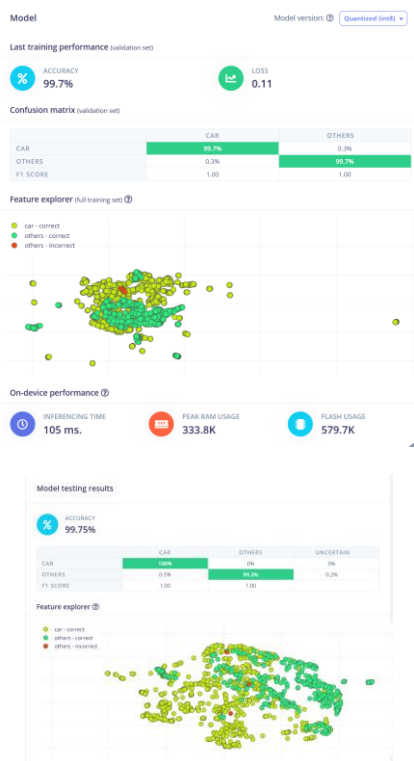 Model
Model version: Quantized (int8)
Last training performance (validation set)
ACCURACY
99.7%
LOSS
0.11
Confusion matrix (validation set)
CAR OTHERS
CAR 99.7% 0.3%
OTHERS 0.3% 99.7%
F1 SCORE 1.00 1.00
Feature explorer (full training set)
car - correct
others - correct
others - incorrect
On-device performance
INFERENCING TIME
105 ms.
PEAK RAM USAGE
333.8K
FLASH USAGE
579.7K
Model testing results
ACCURACY
99.75%
CAR OTHERS UNCERTAIN
CAR 100% 0% 0%
OTHERS 0.5% 0.2%
F1 SCORE 1.00 1.00
Feature explorer
car - correct
others - correct
others - incorrect